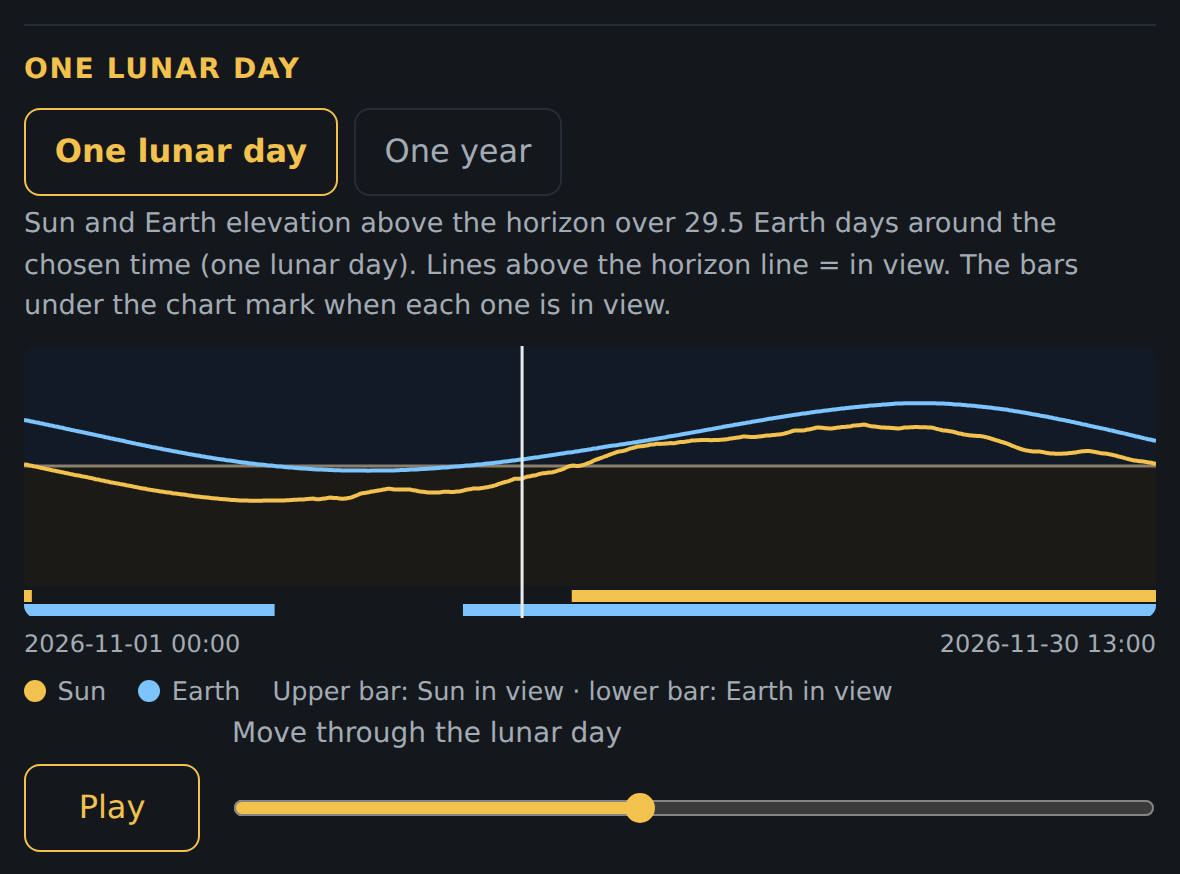 ONE LUNAR DAY
One lunar day One year
Sun and Earth elevation above the horizon over 29.5 Earth days around the
chosen time (one lunar day). Lines above the horizon line = in view. The bars
under the chart mark when each one is in view.
2026-11-01 00:00 2026-11-30 13:00
Sun Earth Upper bar: Sun in view · lower bar: Earth in view
Move through the lunar day
Play